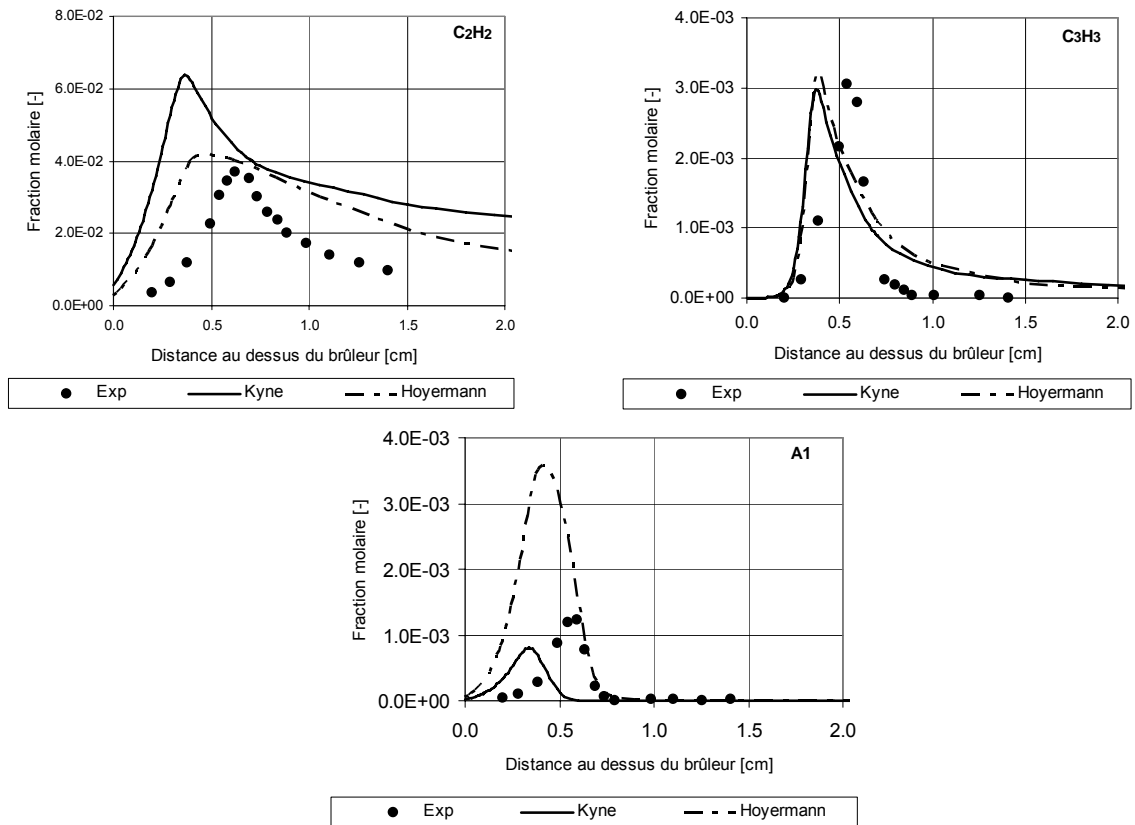 C2H2
Fraction molaire [-]
8.0E-02
6.0E-02
4.0E-02
2.0E-02
0.0E+00
0.0 0.5 1.0 1.5 2.0
Distance au dessus du brûleur [cm]
Exp Kyne Hoyermann
C3H3
Fraction molaire [-]
4.0E-03
3.0E-03
2.0E-03
1.0E-03
0.0E+00
0.0 0.5 1.0 1.5 2.0
Distance au dessus du brûleur [cm]
Exp Kyne Hoyermann
A1
Fraction molaire [-]
4.0E-03
3.0E-03
2.0E-03
1.0E-03
0.0E+00
0.0 0.5 1.0 1.5 2.0
Distance au dessus du brûleur [cm]
Exp Kyne Hoyermann